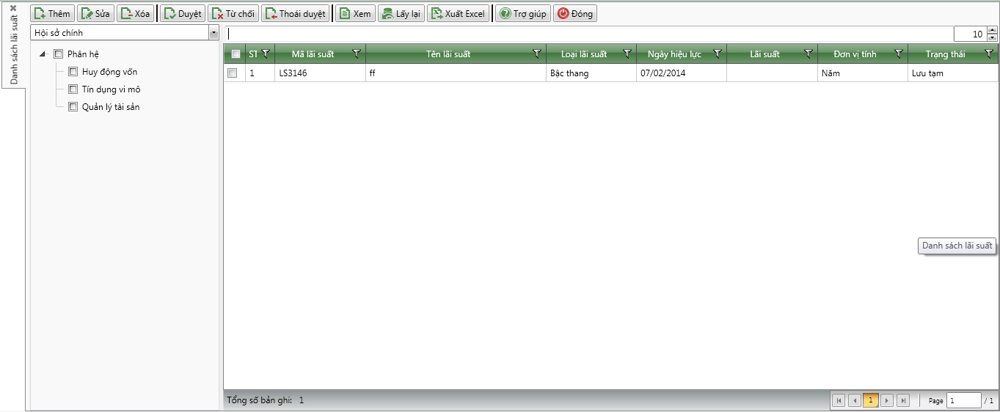 Danh sách lãi suất
Thêm Sửa Xóa Duyệt Từ chối Thoái duyệt Xem Lấy lại Xuất Excel Trợ giúp Đóng
Hội sở chính
10
Phân hệ
Huy động vốn
Tín dụng vi mô
Quản lý tài sản
ST Mã lãi suất Tên lãi suất Loại lãi suất Ngày hiệu lực Lãi suất Đơn vị tính Trạng thái
1 LS3146 ff Bậc thang 07/02/2014 Năm Lưu tạm
Danh sách lãi suất
Tổng số bản ghi: 1
1 Page 1 / 1